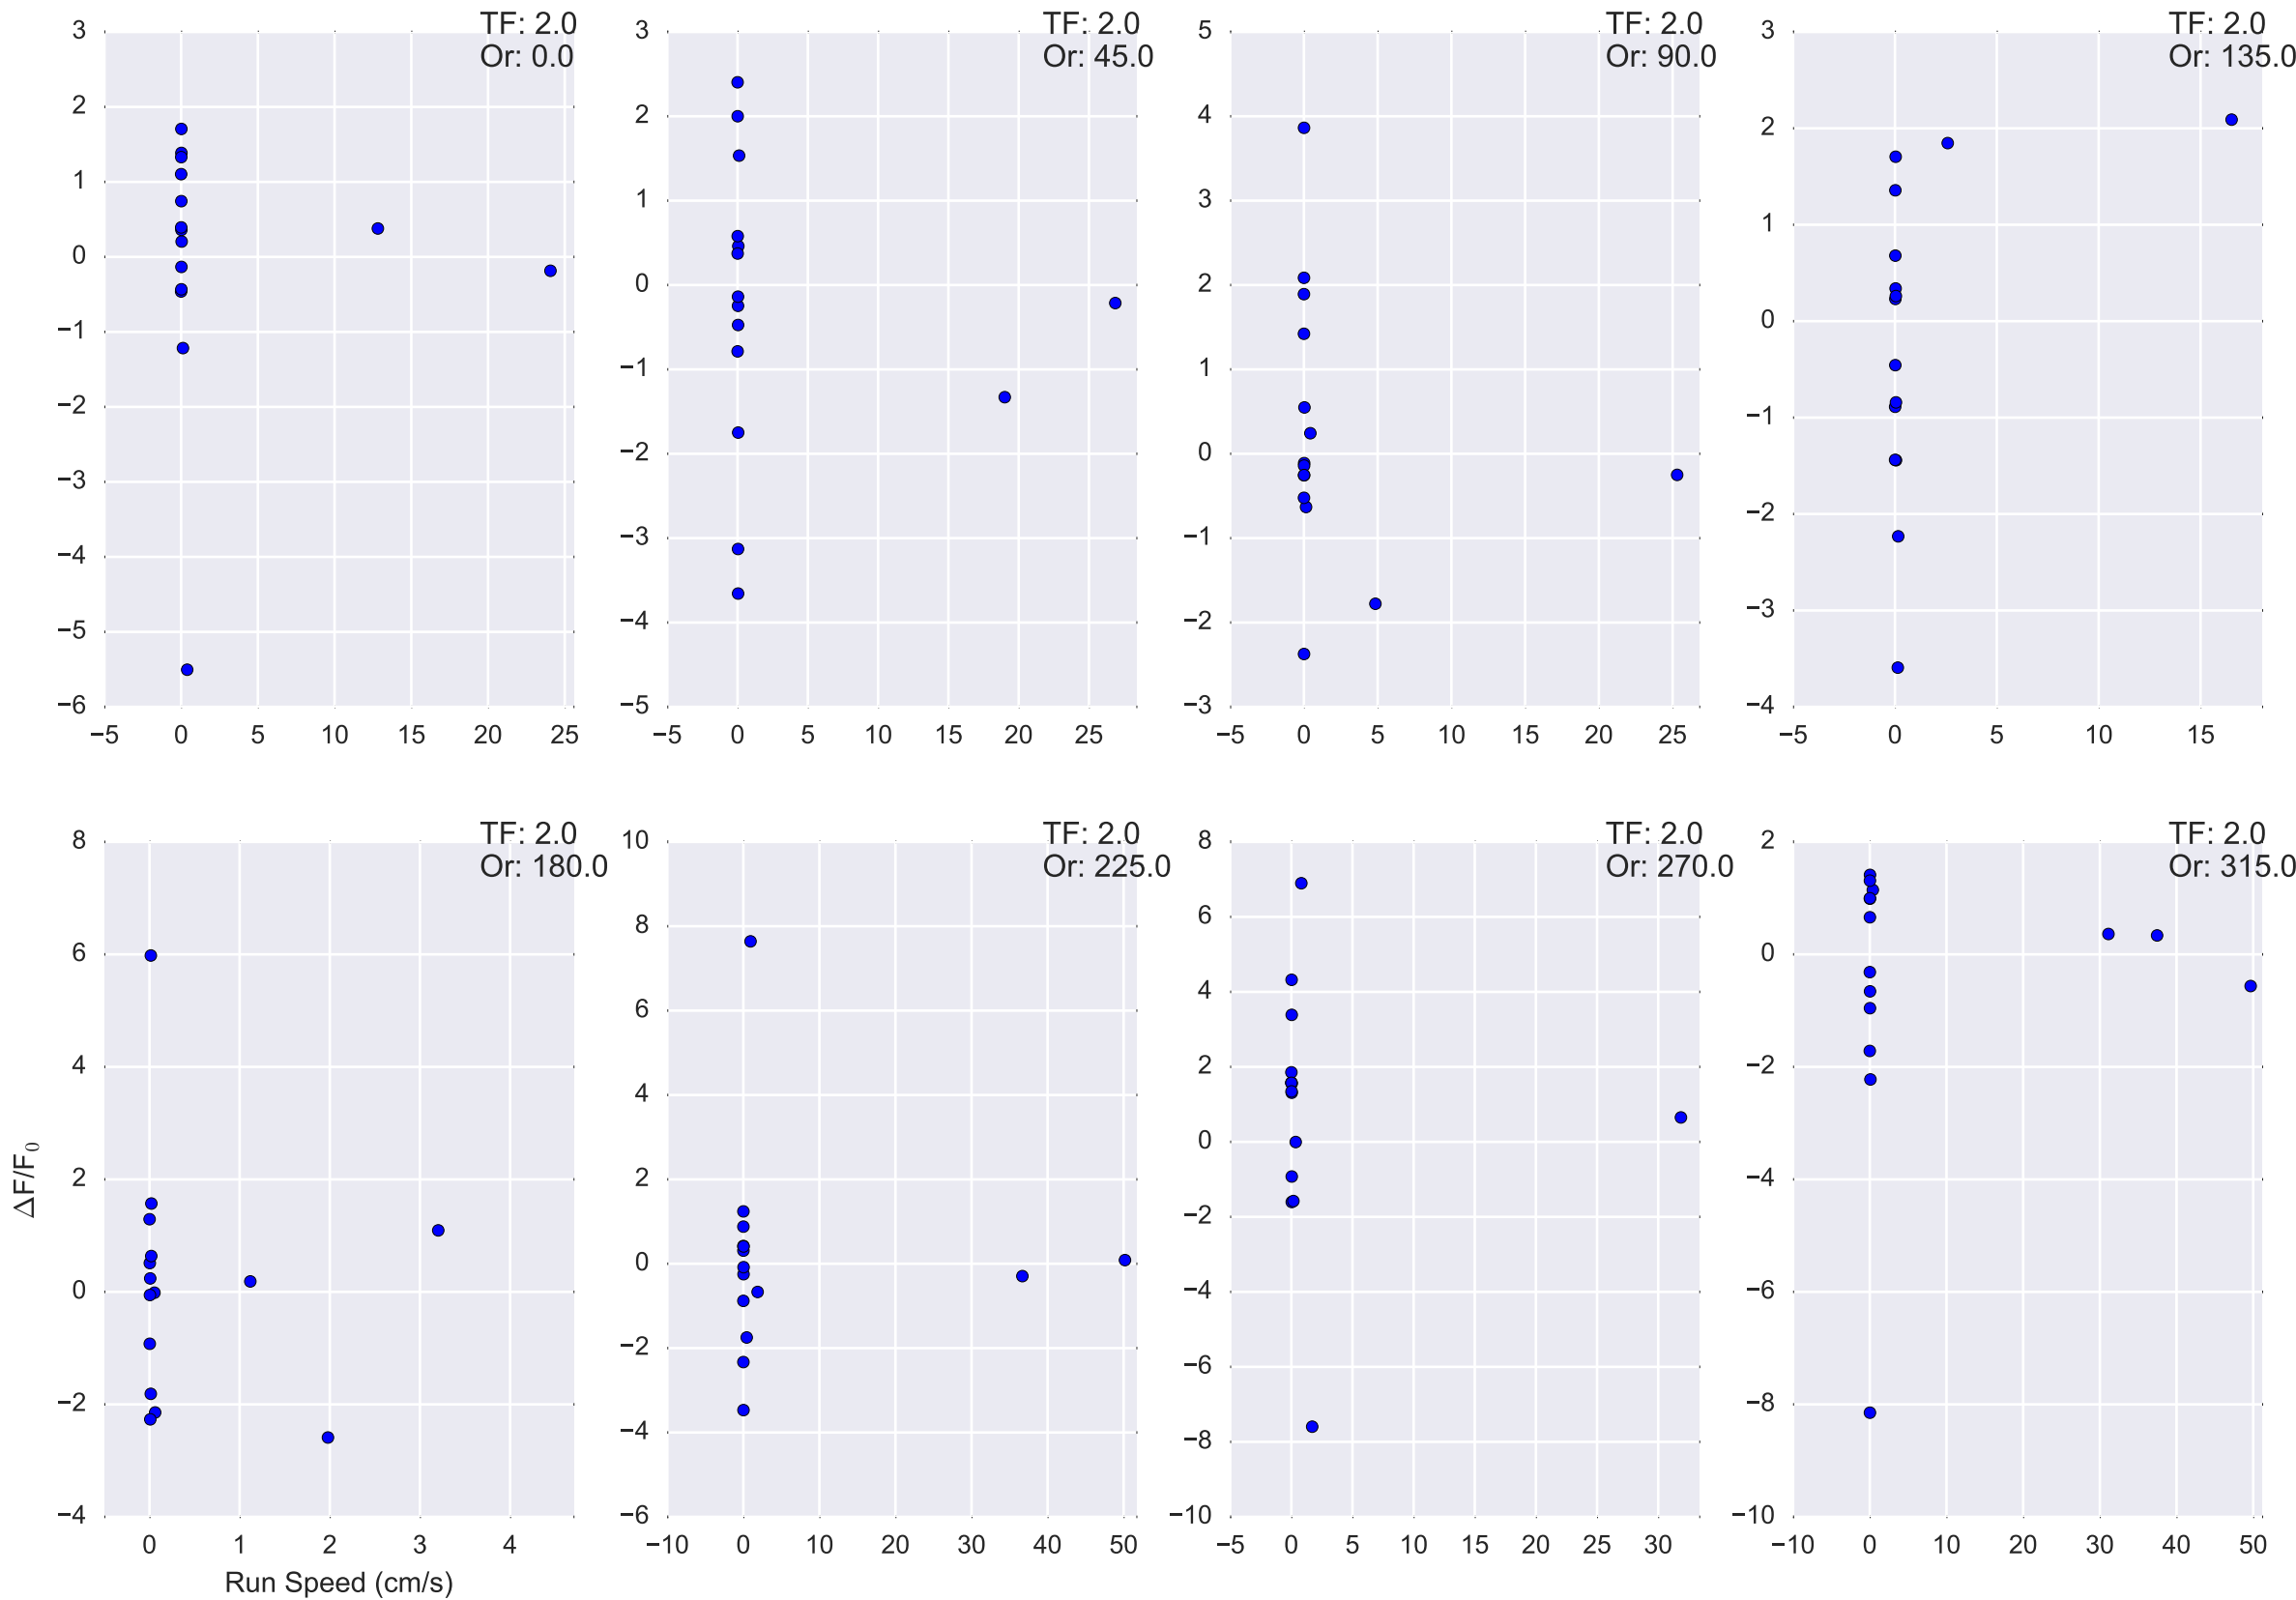 TF: 2.0
Or: 0.0
3
2
1
0
−1
−2
−3
−4
−5
−6
−5 0 5 10 15 20 25
TF: 2.0
Or: 45.0
3
2
1
0
−1
−2
−3
−4
−5
−5 0 5 10 15 20 25
TF: 2.0
Or: 90.0
5
4
3
2
1
0
−1
−2
−3
−5 0 5 10 15 20 25
TF: 2.0
Or: 135.0
3
2
1
0
−1
−2
−3
−4
−5 0 5 10 15
TF: 2.0
Or: 180.0
8
6
4
2
0
−2
−4
0 1 2 3 4
ΔF/F₀
Run Speed (cm/s)
TF: 2.0
Or: 225.0
10
8
6
4
2
0
−2
−4
−6
−10 0 10 20 30 40 50
TF: 2.0
Or: 270.0
8
6
4
2
0
−2
−4
−6
−8
−10
−5 0 5 10 15 20 25 30
TF: 2.0
Or: 315.0
2
0
−2
−4
−6
−8
−10
−10 0 10 20 30 40 50